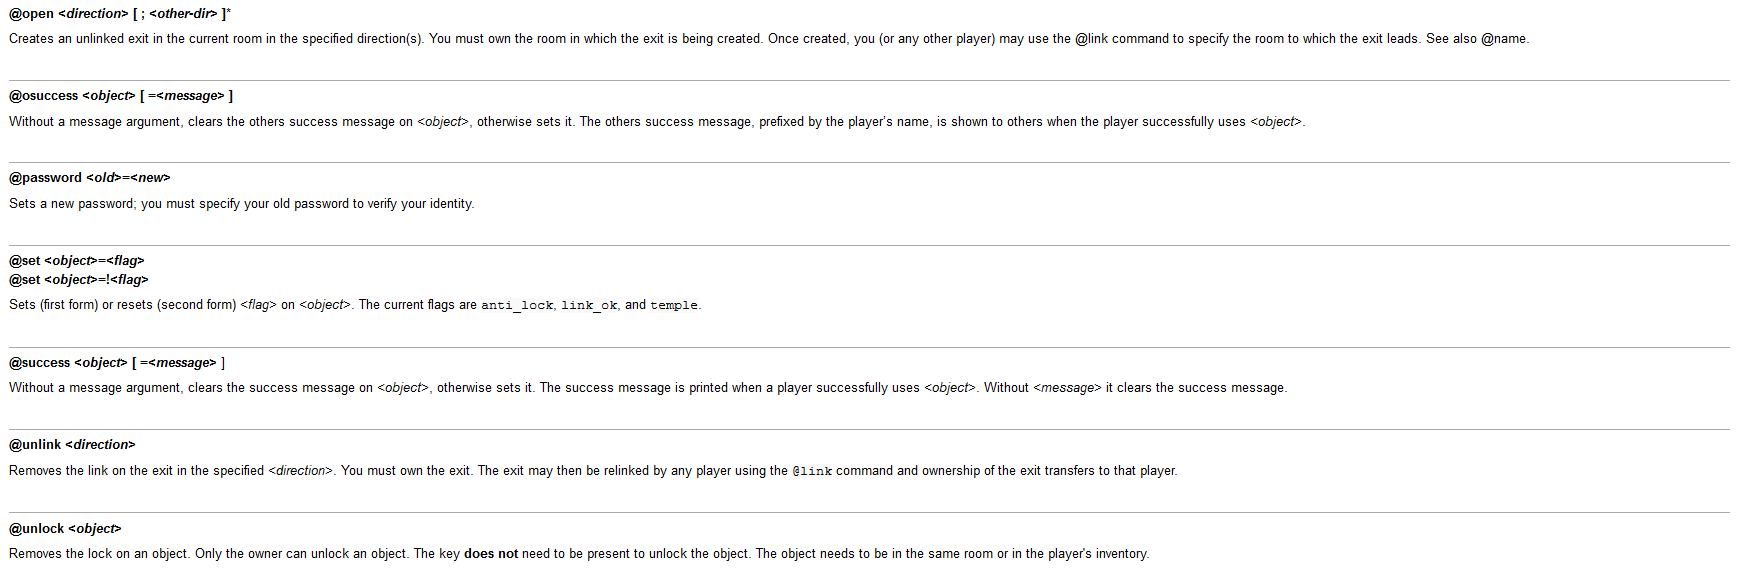 @open <direction> [ ; <other-dir> ]*
Creates an unlinked exit in the current room in the specified direction(s). You must own the room in which the exit is being created. Once created, you (or any other player) may use the @link command to specify the room to which the exit leads. See also @name.
@osuccess <object> [ =<message> ]
Without a message argument, clears the others success message on <object>, otherwise sets it. The others success message, prefixed by the player's name, is shown to others when the player successfully uses <object>.
@password <old>=<new>
Sets a new password; you must specify your old password to verify your identity.
@set <object>=<flag>
@set <object>=!<flag>
Sets (first form) or resets (second form) <flag> on <object>. The current flags are anti_lock, link_ok, and temple.
@success <object> [ =<message> ]
Without a message argument, clears the success message on <object>, otherwise sets it. The success message is printed when a player successfully uses <object>. Without <message> it clears the success message.
@unlink <direction>
Removes the link on the exit in the specified <direction>. You must own the exit. The exit may then be relinked by any player using the @link command and ownership of the exit transfers to that player.
@unlock <object>
Removes the lock on an object. Only the owner can unlock an object. The key does not need to be present to unlock the object. The object needs to be in the same room or in the player's inventory.